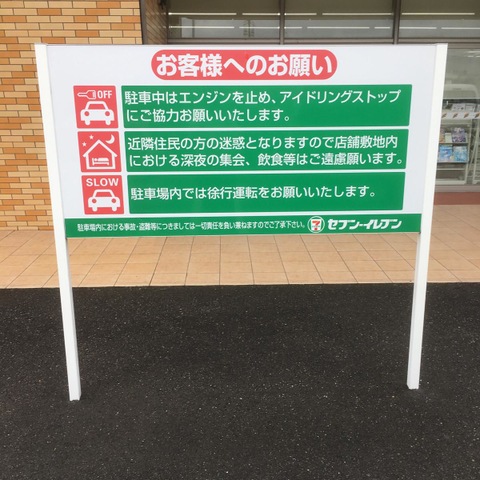 お客様へのお願い
OFF
駐車中はエンジンを止め、アイドリングストップ
にご協力お願いいたします。
近隣住民の方の迷惑となりますので店舗敷地内
における深夜の集会、飲食等はご遠慮願います。
SLOW
駐車場内では徐行運転をお願いいたします。
駐車場内における事故・盗難等につきましては一切責任を負い兼ねますのでご了承下さい。 7 セブン-イレブン